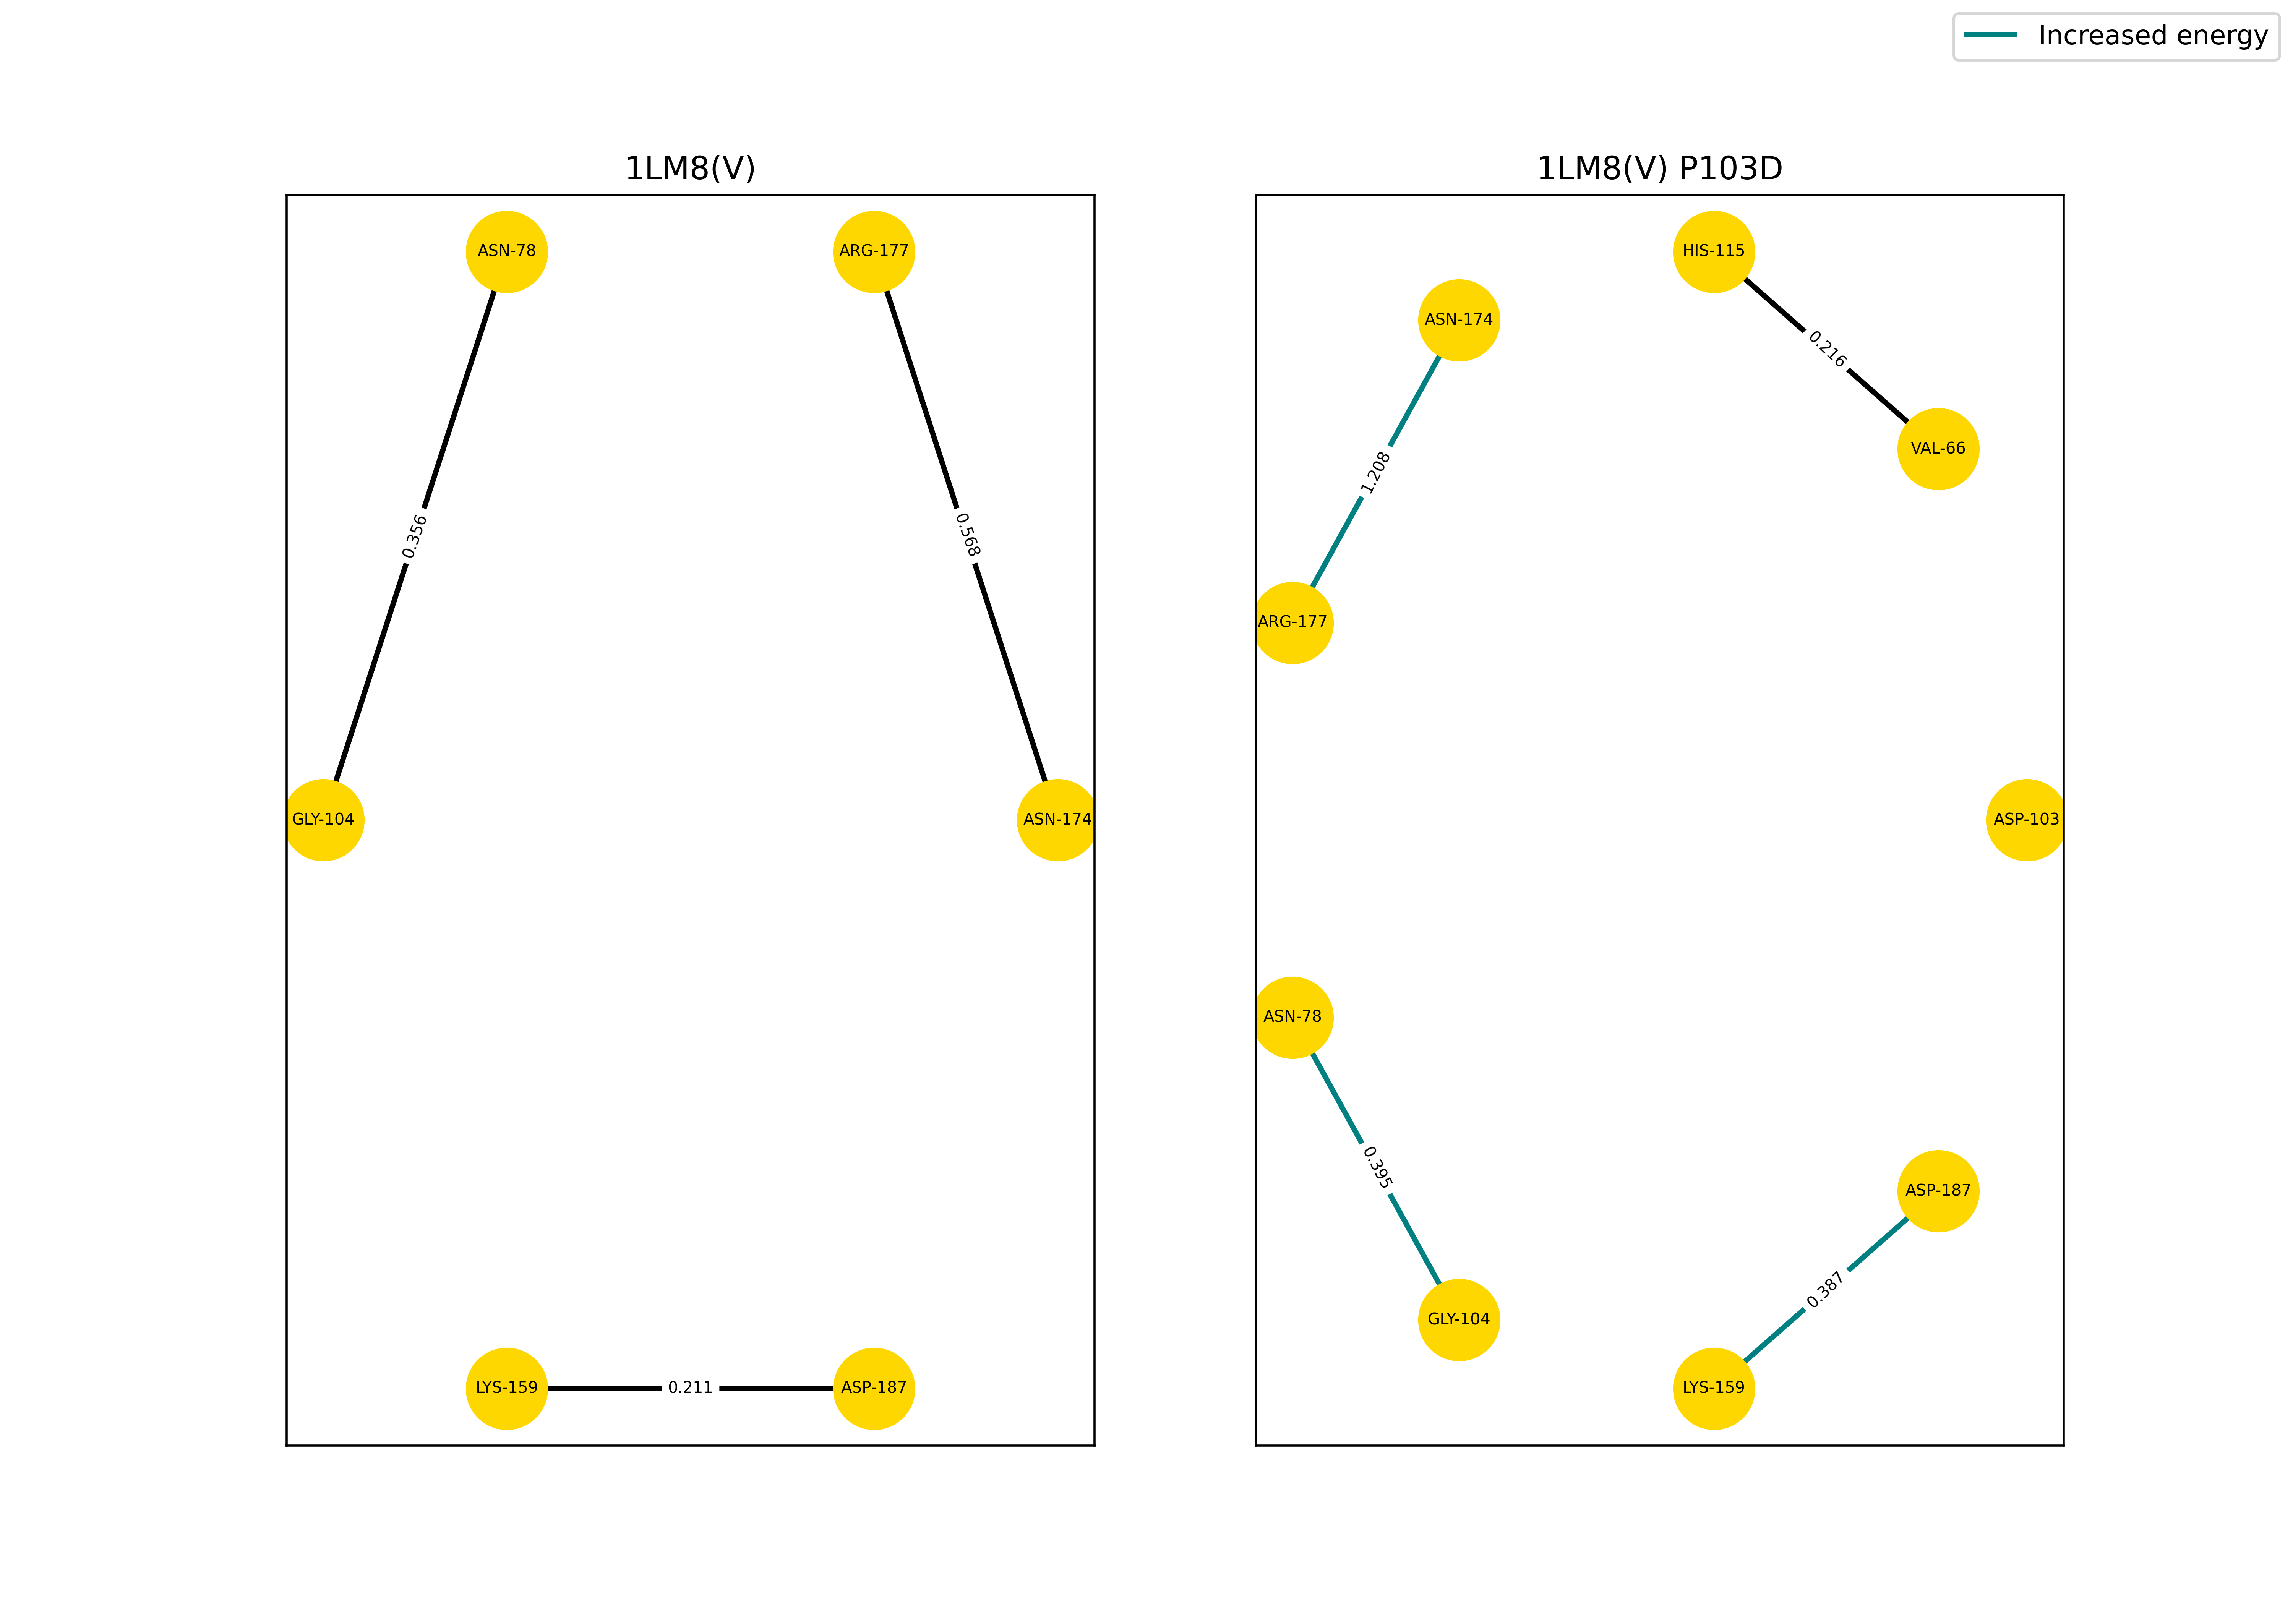 Increased energy
1LM8(V)
ASN-78
ARG-177
0.356
0.568
GLY-104
ASN-174
LYS-159
0.211
ASP-187
1LM8(V) P103D
HIS-115
ASN-174
0.216
VAL-66
1.208
ARG-177
ASP-103
ASN-78
0.395
ASP-187
0.387
GLY-104
LYS-159